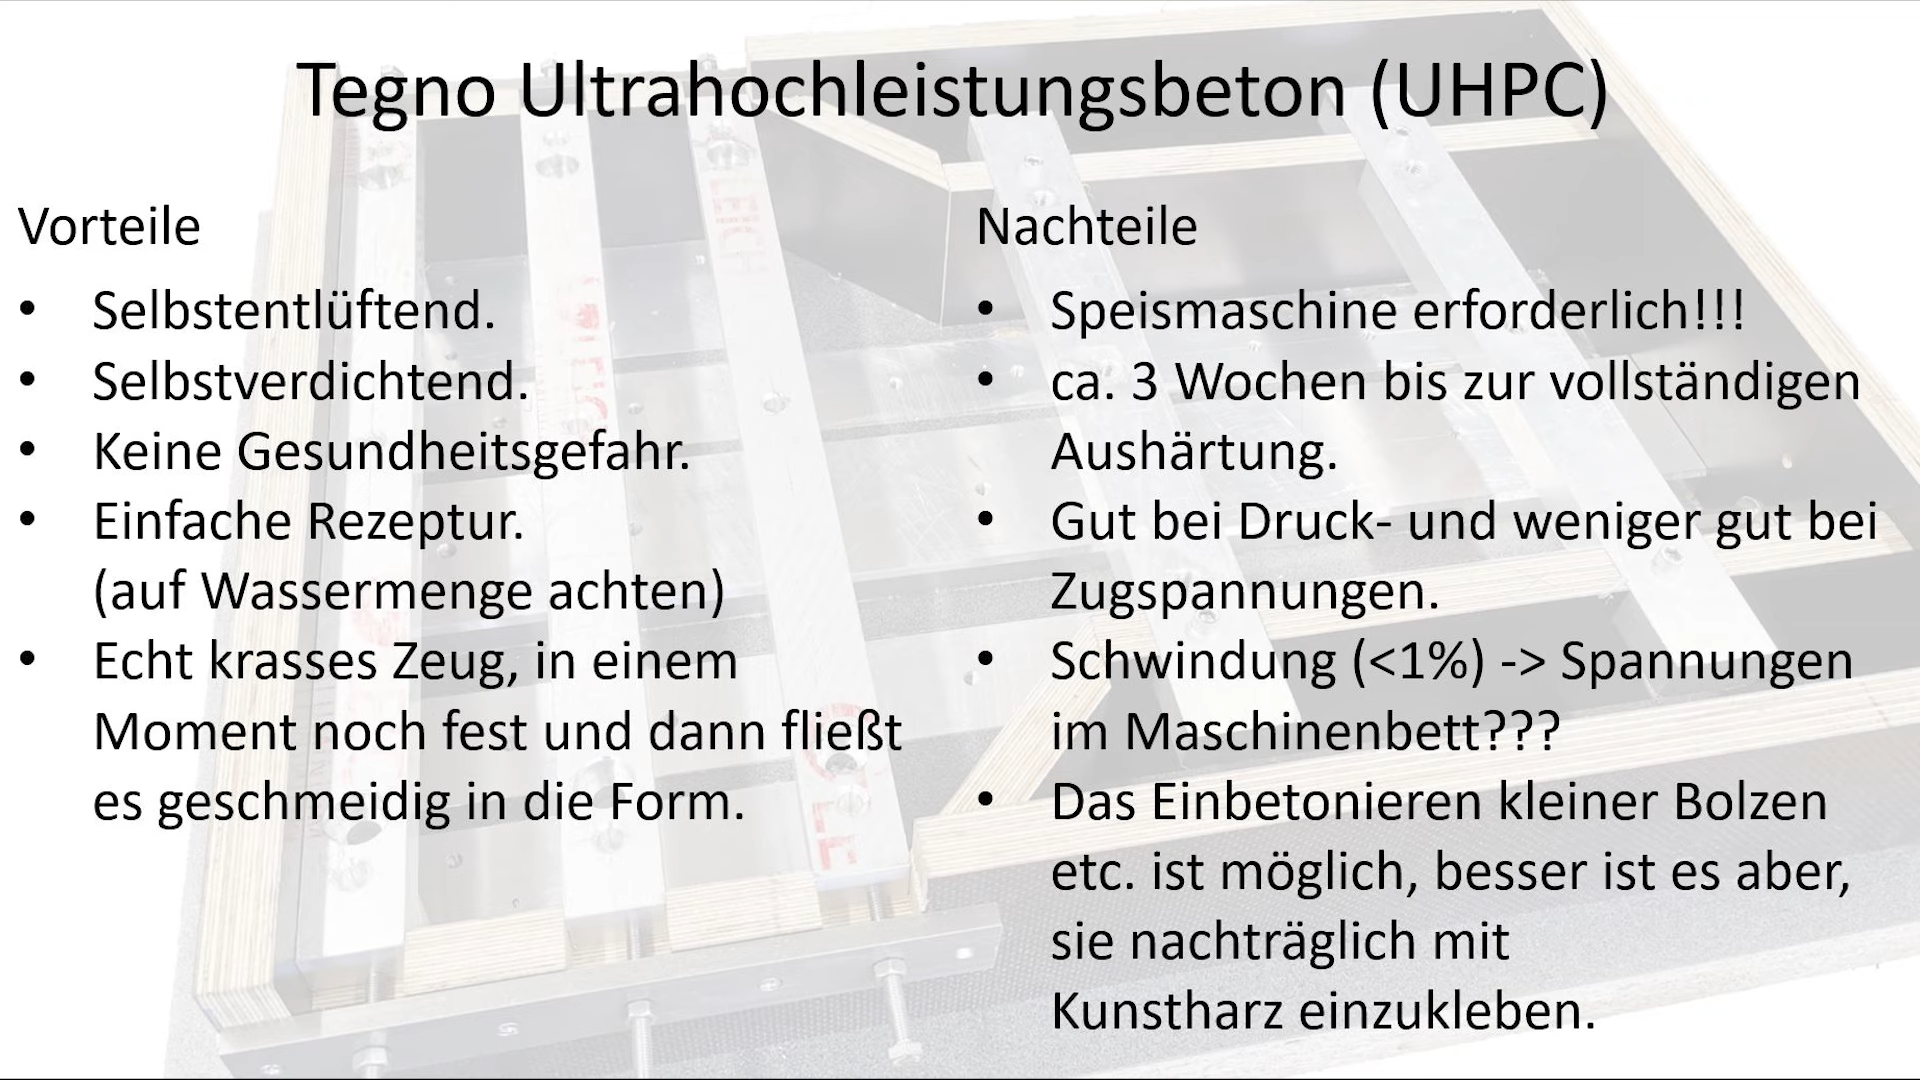 Tegno Ultrahochleistungsbeton (UHPC)
Vorteile
• Selbstentlüftend.
• Selbstverdichtend.
• Keine Gesundheitsgefahr.
• Einfache Rezeptur.
(auf Wassermenge achten)
• Echt krasses Zeug, in einem
Moment noch fest und dann fließt
es geschmeidig in die Form.
Nachteile
• Speismaschine erforderlich!!!
• ca. 3 Wochen bis zur vollständigen
Aushärtung.
• Gut bei Druck- und weniger gut bei
Zugspannungen.
• Schwindung (<1%) -> Spannungen
im Maschinenbett???
• Das Einbetonieren kleiner Bolzen
etc. ist möglich, besser ist es aber,
sie nachträglich mit
Kunstharz einzukleben.